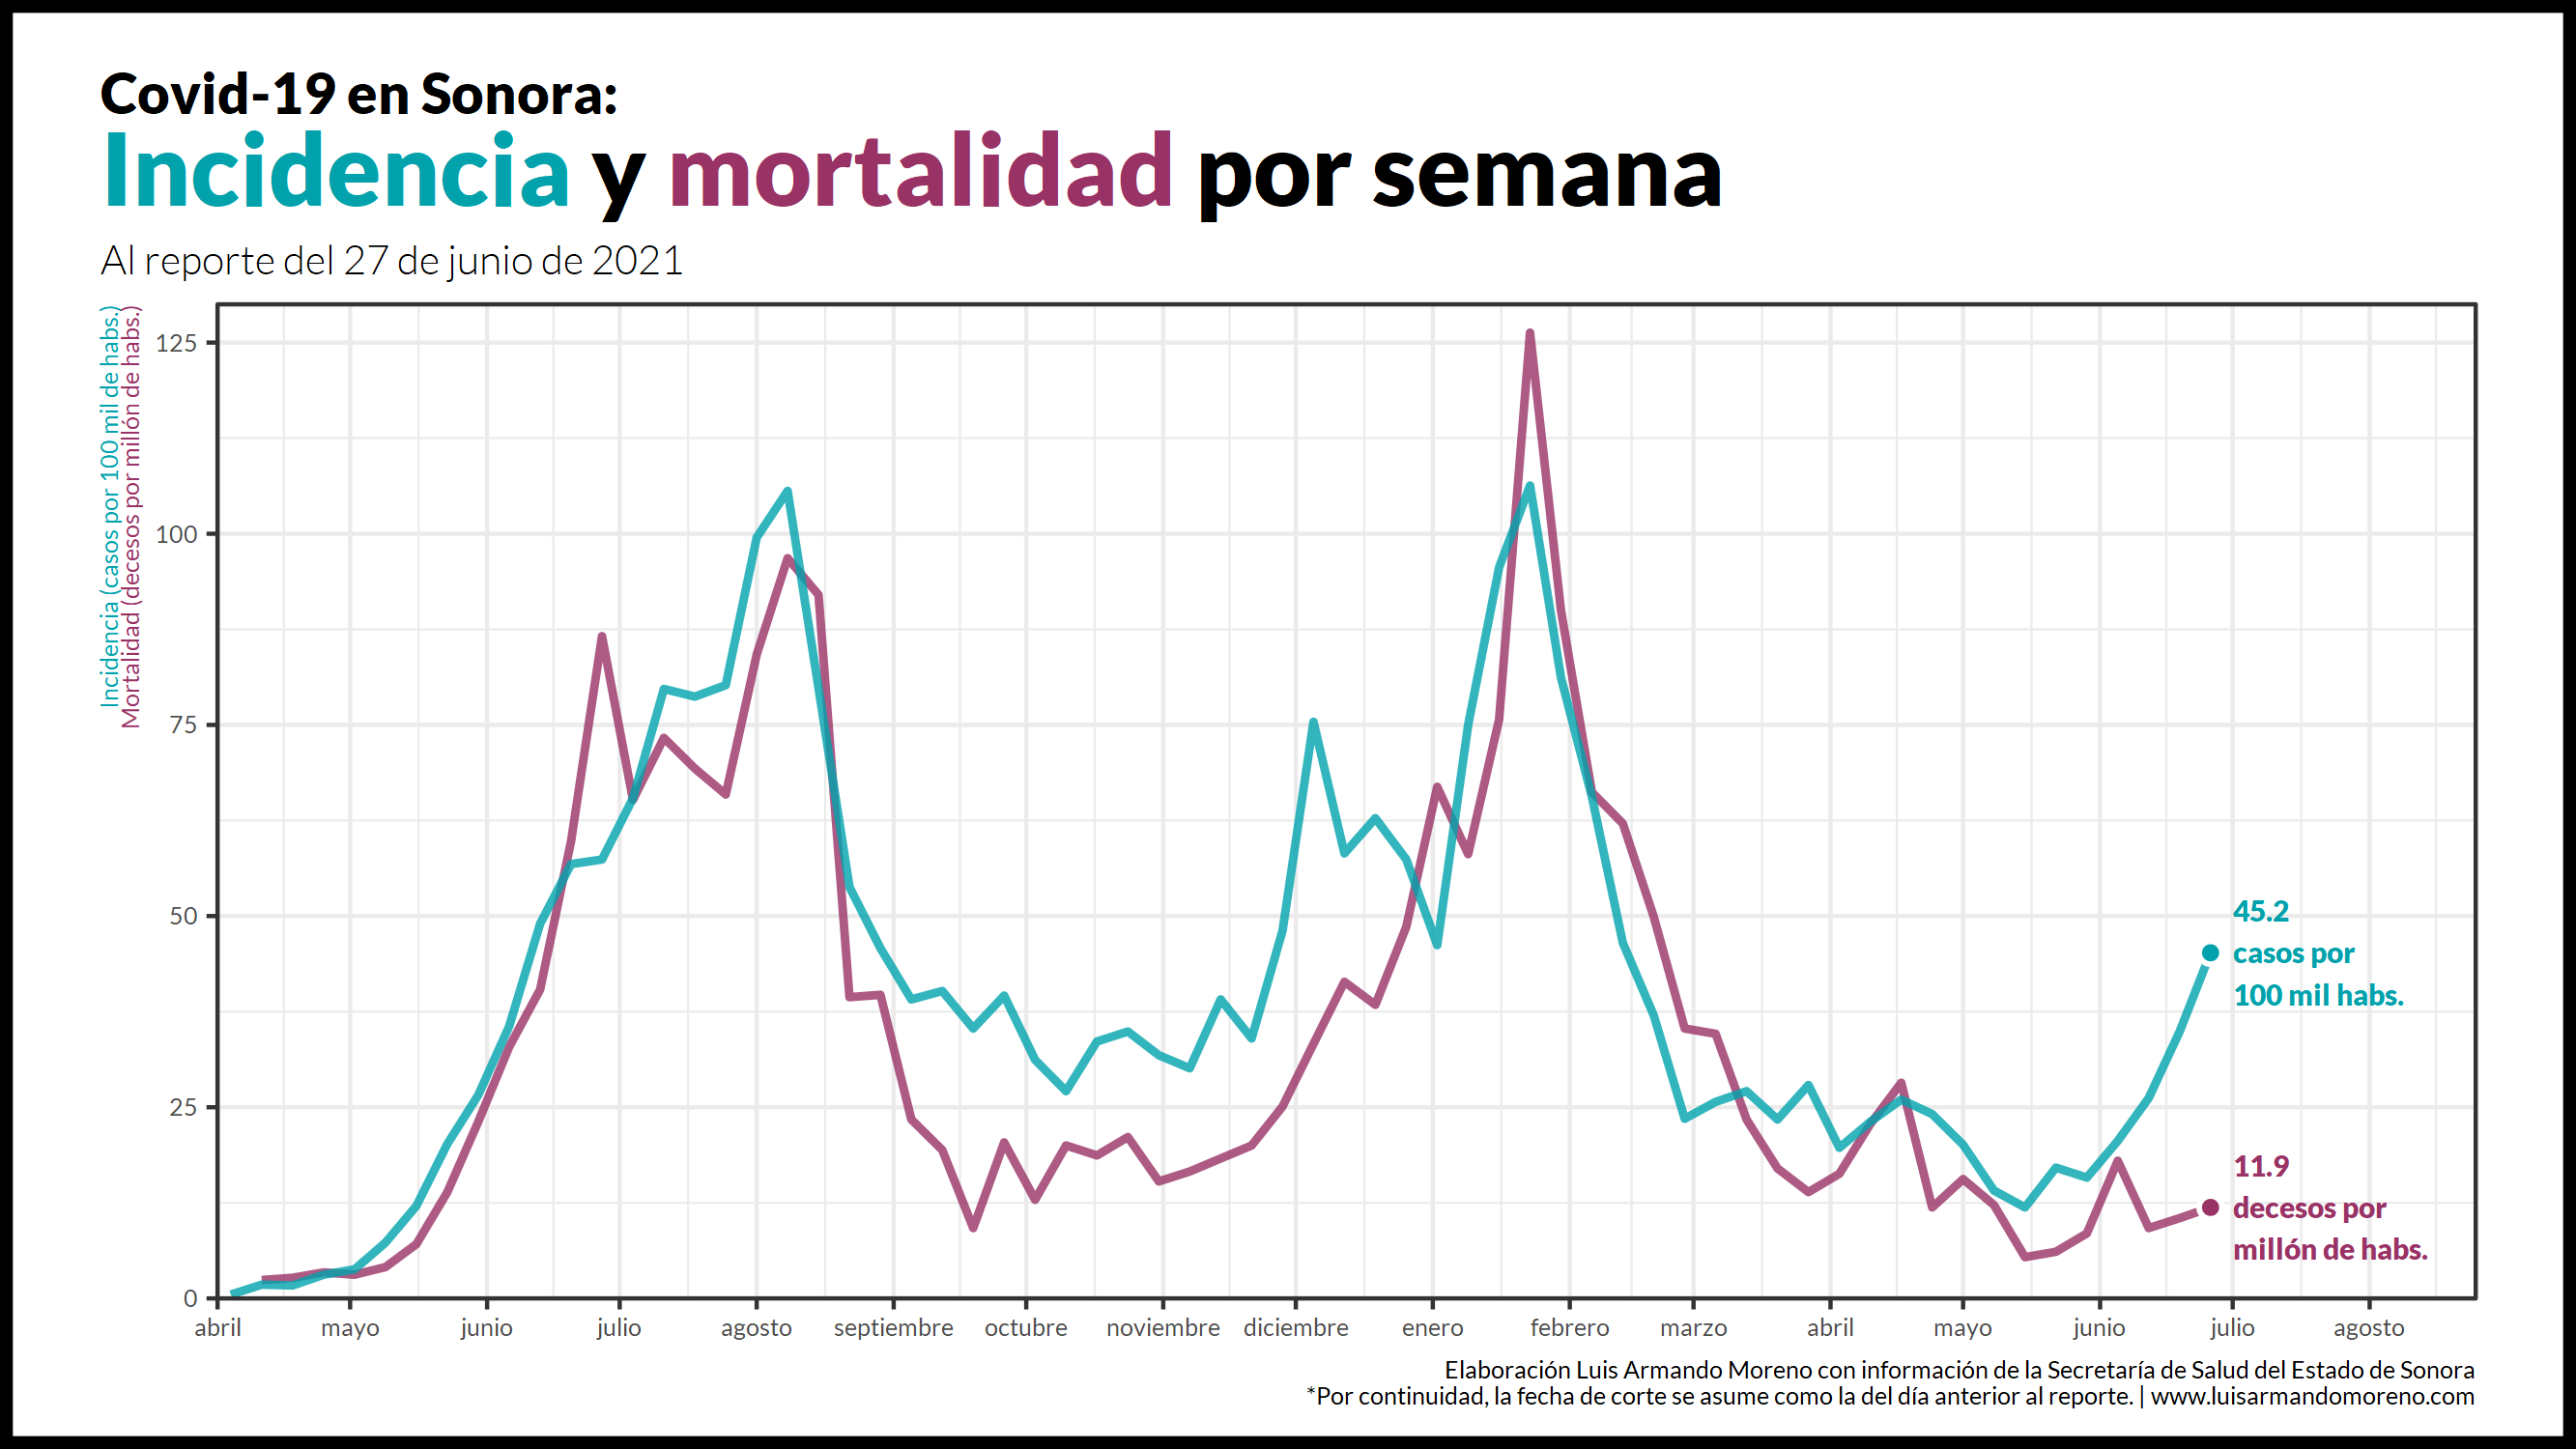 Covid-19 en Sonora:
Incidencia y mortalidad por semana
Al reporte del 27 de junio de 2021
Incidencia (casos por 100 mil de habs.)
Mortalidad (decesos por millón de habs.)
125
100
75
50
25
0
45.2
casos por
100 mil habs.
11.9
decesos por
millón de habs.
abril mayo junio julio agosto septiembre octubre noviembre diciembre enero febrero marzo abril mayo junio julio agosto
Elaboración Luis Armando Moreno con información de la Secretaría de Salud del Estado de Sonora
*Por continuidad, la fecha de corte se asume como la del día anterior al reporte. | www.luisarmandomoreno.com